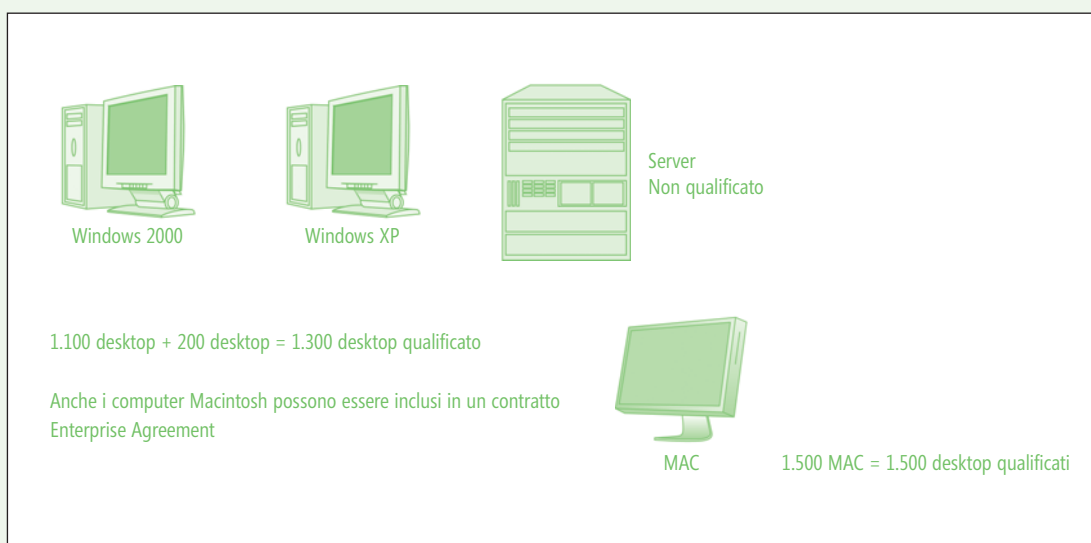 Server
Non qualificato
Windows 2000
Windows XP
1.100 desktop + 200 desktop = 1.300 desktop qualificato
Anche i computer Macintosh possono essere inclusi in un contratto
Enterprise Agreement
MAC
1.500 MAC = 1.500 desktop qualificati